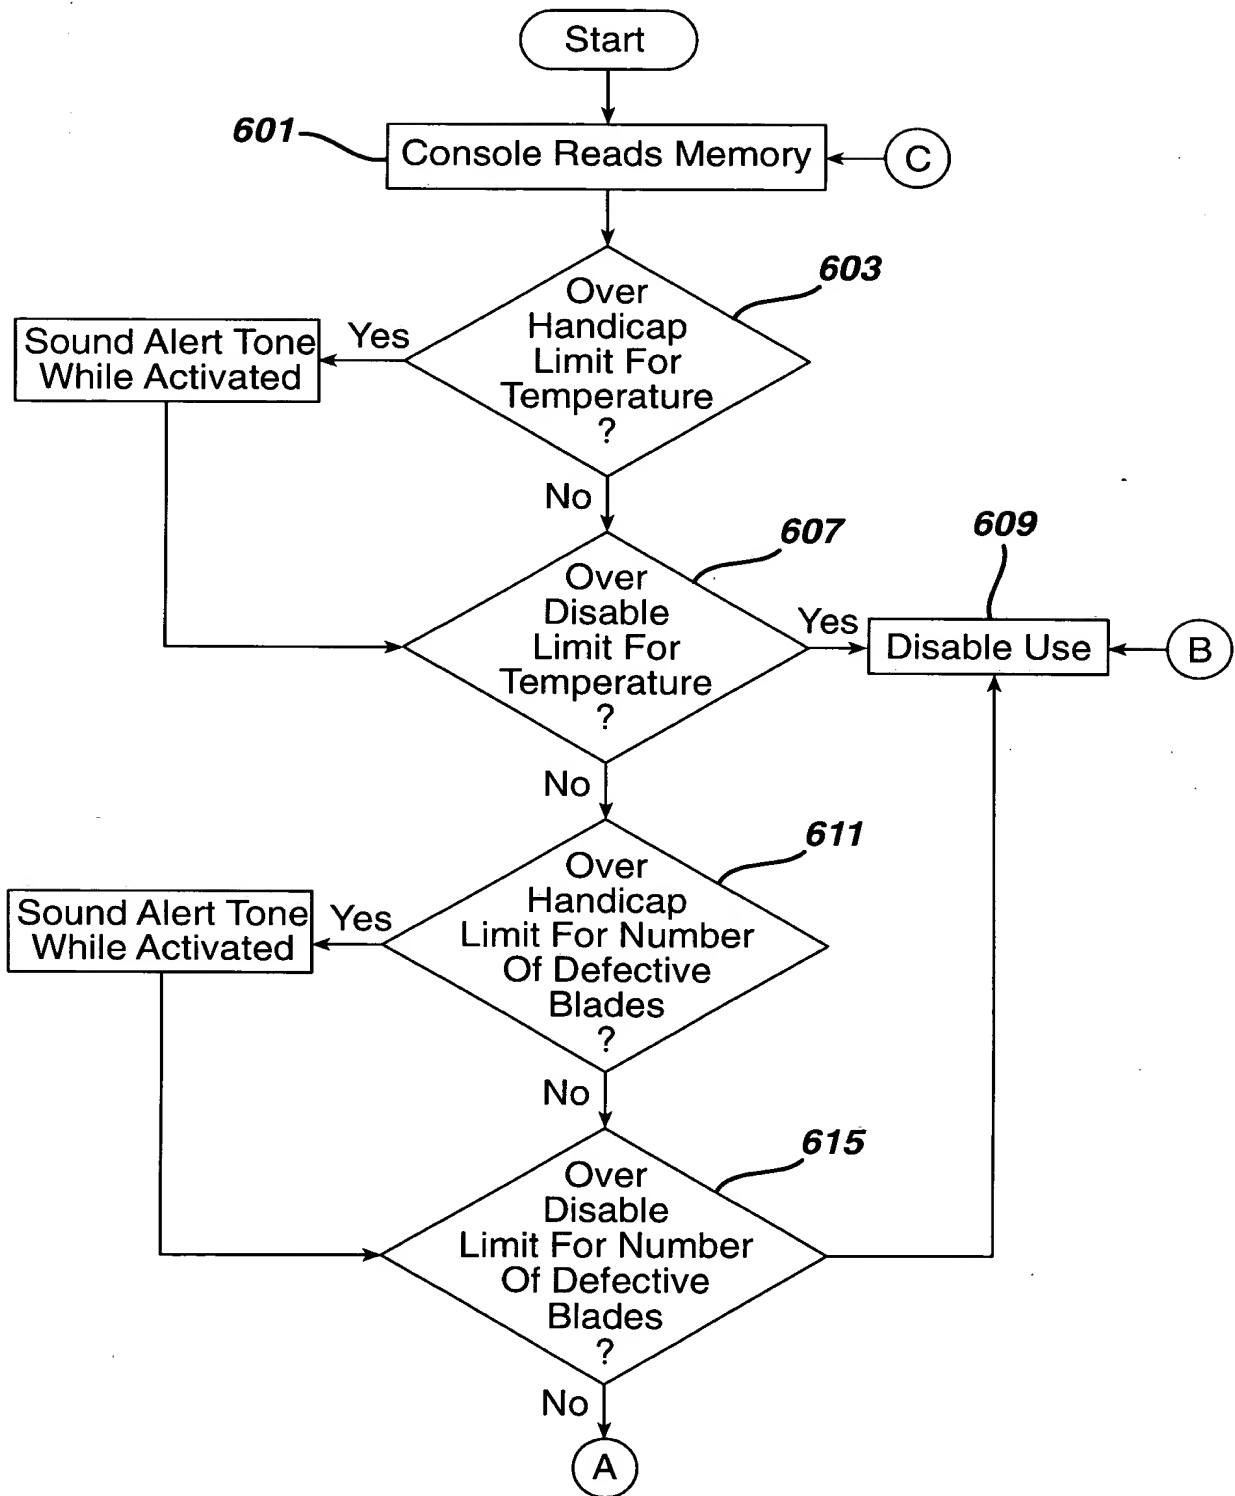 Start
601
Console Reads Memory
C
603
Over
Handicap
Limit For
Temperature
?
Yes
Sound Alert Tone
While Activated
No
607
609
Over
Disable
Limit For
Temperature
?
Yes
Disable Use
B
No
611
Over
Handicap
Limit For Number
Of Defective
Blades
?
Yes
Sound Alert Tone
While Activated
No
615
Over
Disable
Limit For Number
Of Defective
Blades
?
No
A